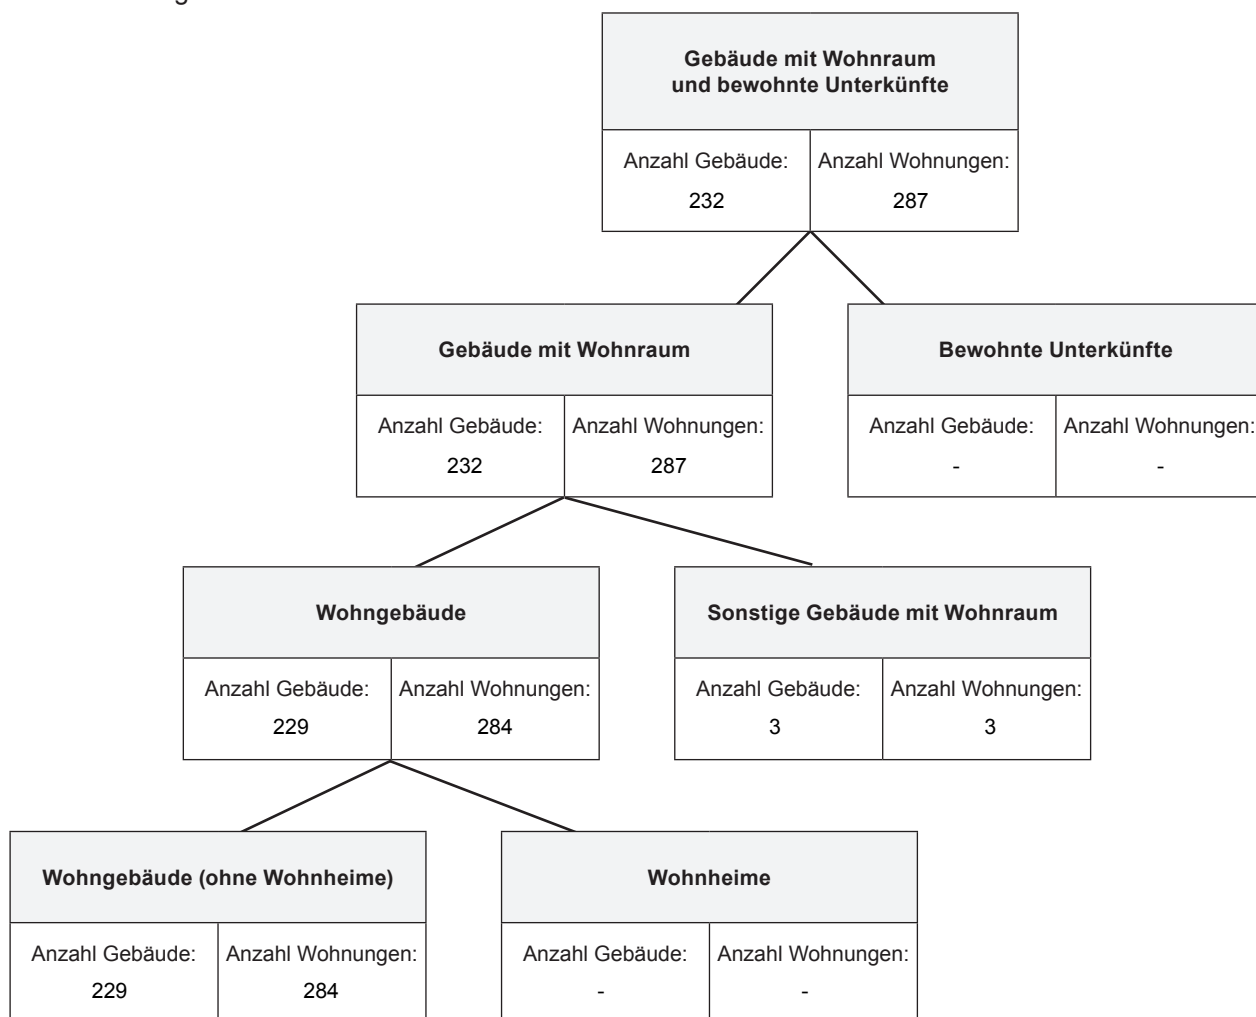 Gebäude mit Wohnraum
und bewohnte Unterkünfte
Anzahl Gebäude: Anzahl Wohnungen:
232 287
Gebäude mit Wohnraum
Anzahl Gebäude: Anzahl Wohnungen:
232 287
Bewohnte Unterkünfte
Anzahl Gebäude: Anzahl Wohnungen:
- -
Wohngebäude
Anzahl Gebäude: Anzahl Wohnungen:
229 284
Sonstige Gebäude mit Wohnraum
Anzahl Gebäude: Anzahl Wohnungen:
3 3
Wohngebäude (ohne Wohnheime)
Anzahl Gebäude: Anzahl Wohnungen:
229 284
Wohnheime
Anzahl Gebäude: Anzahl Wohnungen:
- -